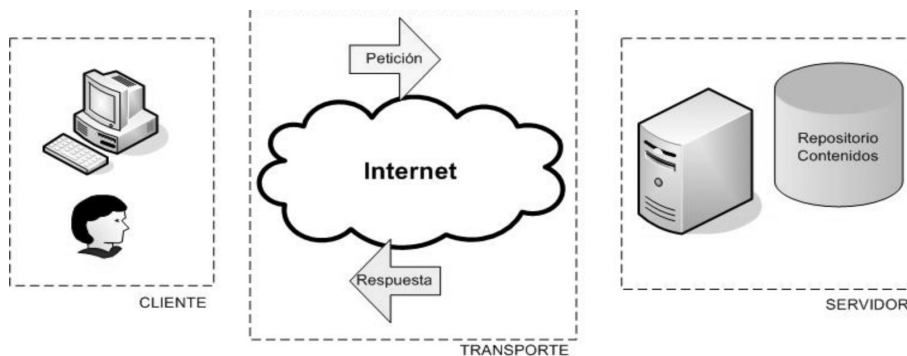 Petición
Internet
Respuesta
Repositorio
Contenidos
CLIENTE
TRANSPORTE
SERVIDOR